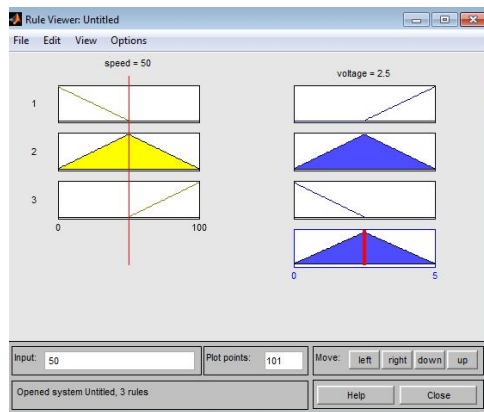 Rule Viewer: Untitled
File Edit View Options
speed = 50
voltage = 2.5
1
2
3
0 100
0 5
Input: 50 Plot points: 101 Move: left right down up
Opened system Untitled, 3 rules Help Close